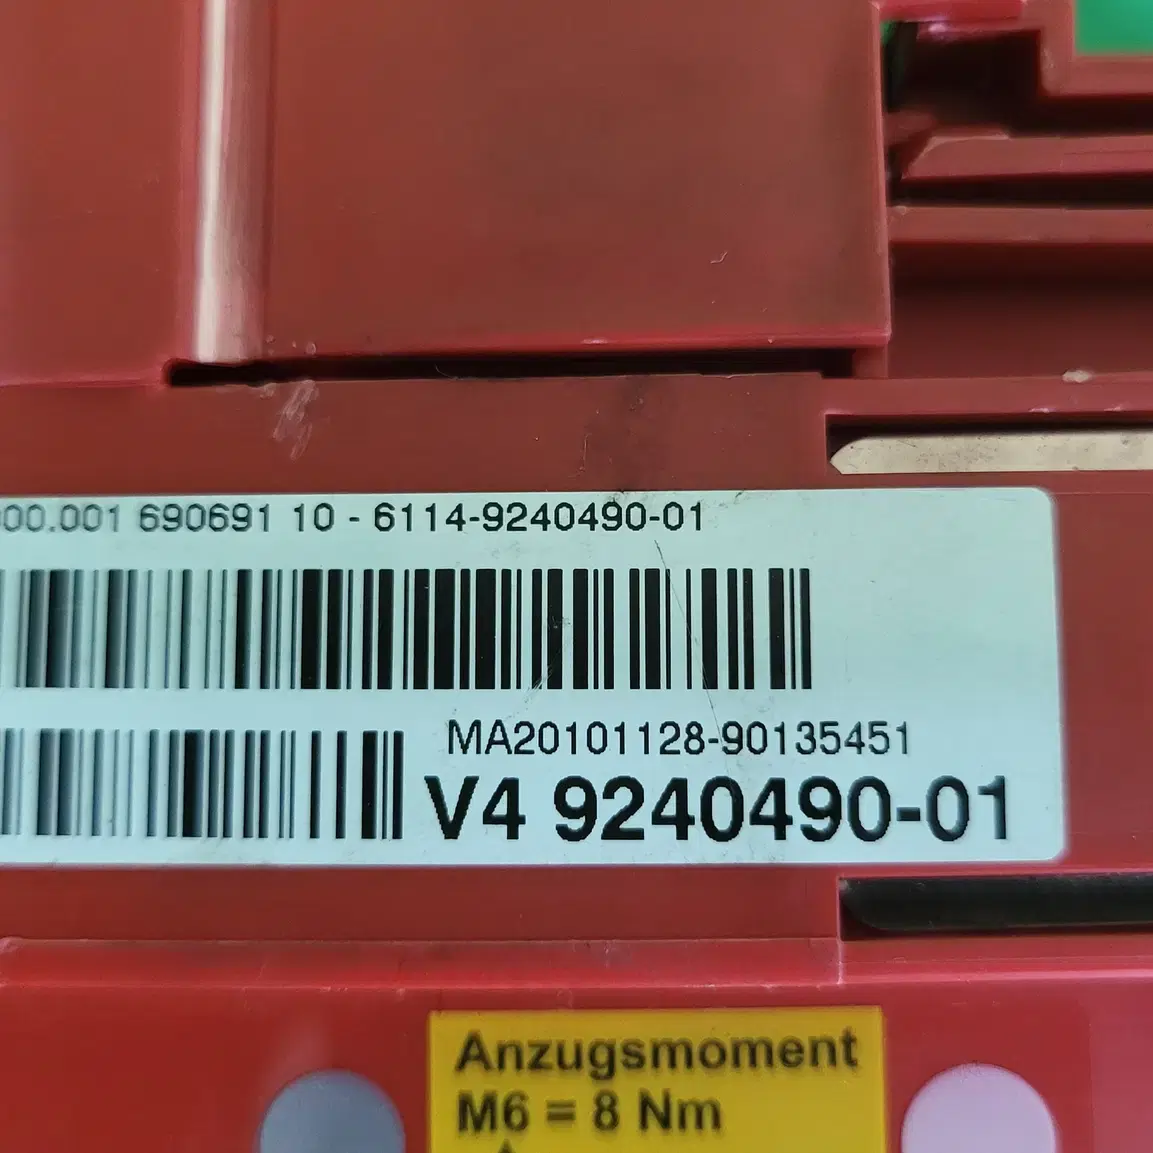 00.001 690691 10 - 6114-9240490-01
MA20101128-90135451
V4 9240490-01
Anzugsmoment
M6 = 8 Nm